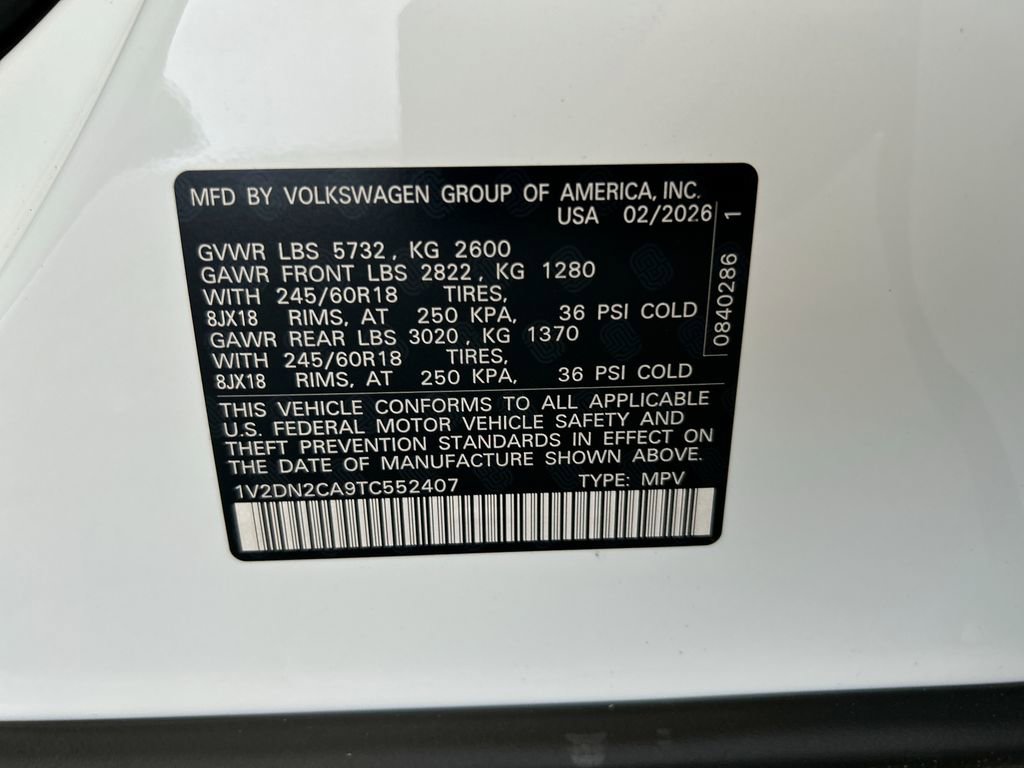 MFD BY VOLKSWAGEN GROUP OF AMERICA, INC.
USA 02/2026
GVWR LBS 5732, KG 2600
GAWR FRONT LBS 2822, KG 1280
WITH 245/60R18 TIRES,
8JX18 RIMS, AT 250 KPA, 36 PSI COLD
GAWR REAR LBS 3020, KG 1370
WITH 245/60R18 TIRES,
8JX18 RIMS, AT 250 KPA, 36 PSI COLD
0840286 1
THIS VEHICLE CONFORMS TO ALL APPLICABLE
U.S. FEDERAL MOTOR VEHICLE SAFETY AND
THEFT PREVENTION STANDARDS IN EFFECT ON
THE DATE OF MANUFACTURE SHOWN ABOVE.
1V2DN2CA9TC552407 TYPE: MPV